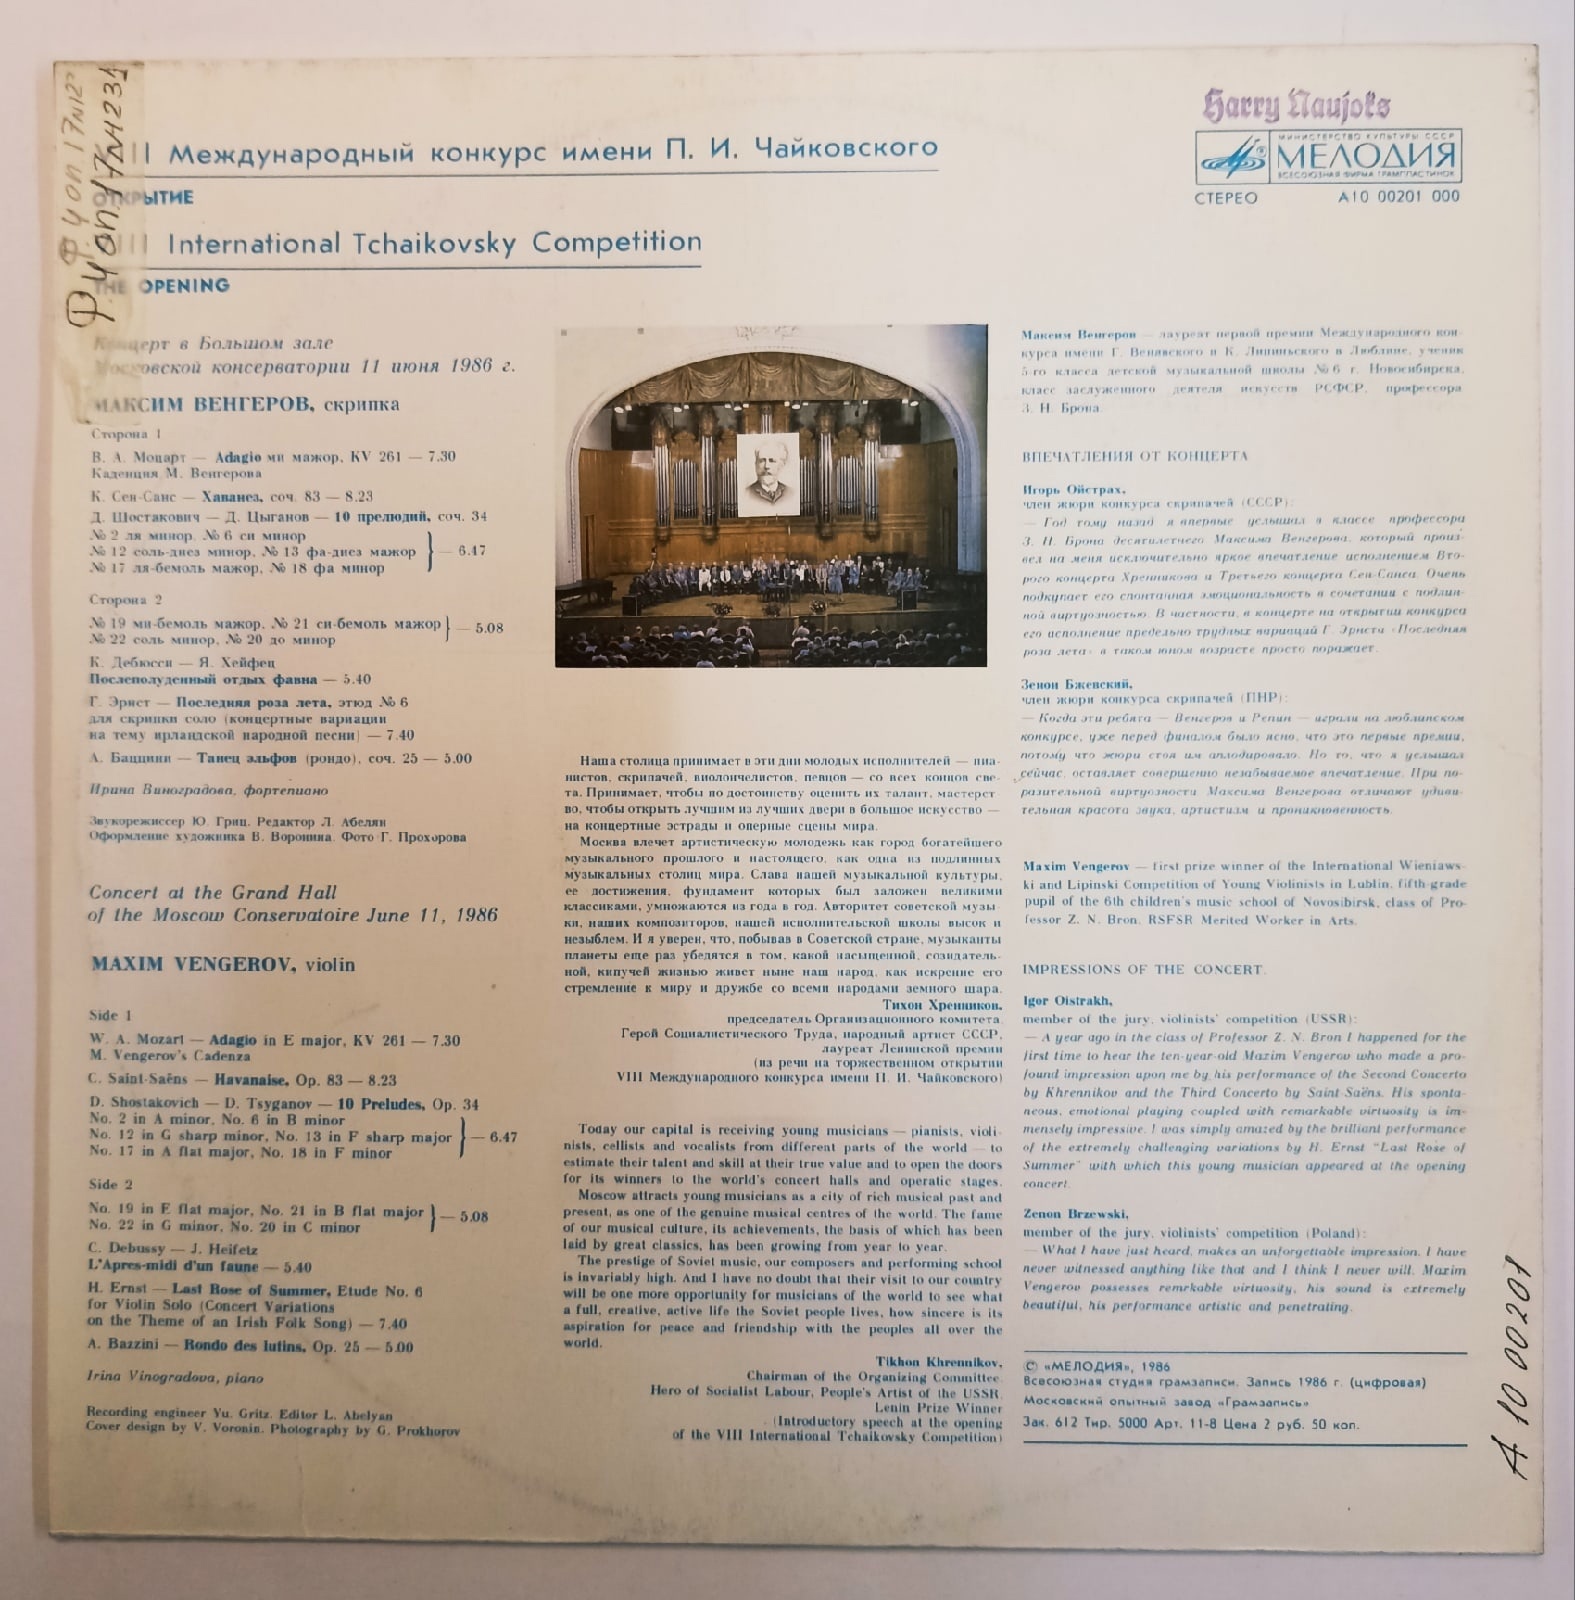 Harry Naujoks
МИНИСТЕРСТВО КУЛЬТУРЫ СССР
МЕЛОДИЯ
ВСЕСОЮЗНАЯ ФИРМА ГРАМПЛАСТИНОК
СТЕРЕО А10 00201 000
VIII Международный конкурс имени П. И. Чайковского
ОТКРЫТИЕ
VIII International Tchaikovsky Competition
THE OPENING
Концерт в Большом зале
Московской консерватории 11 июня 1986 г.
МАКСИМ ВЕНГЕРОВ, скрипка
Сторона 1
В. А. Моцарт — Adagio ми мажор, KV 261 — 7.30
Каденция М. Венгерова
К. Сен-Санс — Хаванез, соч. 83 — 8.23
Д. Шостакович — Д. Цыганов — 10 прелюдий, соч. 34
№ 2 ля минор, № 6 си минор
№ 12 соль-диез минор, № 13 фа-диез мажор — 6.47
№ 17 ля-бемоль мажор, № 18 фа минор
Сторона 2
№ 19 ми-бемоль мажор, № 21 си-бемоль мажор — 5.08
№ 22 соль минор, № 20 до минор
К. Дебюсси — Я. Хейфец
Послеполуденный отдых фавна — 5.40
Г. Эрнст — Последняя роза лета, этюд № 6
для скрипки соло (концертные вариации
на тему ирландской народной песни) — 7.40
А. Баццини — Танец эльфов (рондо), соч. 25 — 5.00
Ирина Виноградова, фортепиано
Звукорежиссер Ю. Гриц. Редактор Л. Абелян
Оформление художника В. Воронина. Фото Г. Прохорова
Concert at the Grand Hall
of the Moscow Conservatoire June 11, 1986
MAXIM VENGEROV, violin
Side 1
W. A. Mozart — Adagio in E major, KV 261 — 7.30
M. Vengerov's Cadenza
C. Saint-Saëns — Havanaise, Op. 83 — 8.23
D. Shostakovich — D. Tsyganov — 10 Preludes, Op. 34
No. 2 in A minor, No. 6 in B minor
No. 12 in G sharp minor, No. 13 in F sharp major — 6.47
No. 17 in A flat major, No. 18 in F minor
Side 2
No. 19 in E flat major, No. 21 in B flat major — 5.08
No. 22 in G minor, No. 20 in C minor
C. Debussy — J. Heifetz
L'Apres-midi d'un faune — 5.40
H. Ernst — Last Rose of Summer, Etude No. 6
for Violin Solo (Concert Variations
on the Theme of an Irish Folk Song) — 7.40
A. Bazzini — Rondo des lutins, Op. 25 — 5.00
Irina Vinogradova, piano
Recording engineer Yu. Gritz. Editor L. Abelyan
Cover design by V. Voronin. Photography by G. Prokhorov
Наша столица принимает в эти дни молодых исполнителей — пиа-
нистов, скрипачей, виолончелистов, певцов — со всех концов све-
та. Принимает, чтобы по достоинству оценить их талант, мастерст-
во, чтобы открыть лучшим из лучших двери в большое искусство —
на концертные эстрады и оперные сцены мира.
Москва влечет артистическую молодежь как город богатейшего
музыкального прошлого и настоящего, как одна из подлинных
музыкальных столиц мира. Слава нашей музыкальной культуры,
ее достижения, фундамент которых был заложен великими
классиками, умножаются из года в год. Авторитет советской музы-
ки, наших композиторов, нашей исполнительской школы высок и
незыблем. И я уверен, что, побывав в Советской стране, музыканты
планеты еще раз убедятся в том, какой насыщенной, созидатель-
ной, кипучей жизнью живет ныне наш народ, как искренне его
стремление к миру и дружбе со всеми народами земного шара.
Тихон Хренников,
председатель Организационного комитета,
Герой Социалистического Труда, народный артист СССР,
лауреат Ленинской премии
(из речи на торжественном открытии
VIII Международного конкурса имени П. И. Чайковского)
Today our capital is receiving young musicians — pianists, violi-
nists, cellists and vocalists from different parts of the world — to
estimate their talent and skill at their true value and to open the doors
for its winners to the world's concert halls and operatic stages.
Moscow attracts young musicians as a city of rich musical past and
present, as one of the genuine musical centres of the world. The fame
of our musical culture, its achievements, the basis of which has been
laid by great classics, has been growing from year to year.
The prestige of Soviet music, our composers and performing school
is invariably high. And I have no doubt that their visit to our country
will be one more opportunity for musicians of the world to see what
a full, creative, active life the Soviet people lives, how sincere is its
aspiration for peace and friendship with the peoples all over the
world.
Tikhon Khrennikov,
Chairman of the Organizing Committee,
Hero of Socialist Labour, People's Artist of the USSR,
Lenin Prize Winner
(Introductory speech at the opening
of the VIII International Tchaikovsky Competition)
Максим Венгеров — лауреат первой премии Международного кон-
курса имени Г. Венявского и К. Липиньского в Люблине, ученик
5-го класса детской музыкальной школы № 6 г. Новосибирска,
класс заслуженного деятеля искусств РСФСР, профессора
З. Н. Брона.
ВПЕЧАТЛЕНИЯ ОТ КОНЦЕРТА
Игорь Ойстрах,
член жюри конкурса скрипачей (СССР):
— Год тому назад я впервые услышал в классе профессора
З. Н. Брона десятилетнего Максима Венгерова, который произ-
вел на меня исключительно яркое впечатление исполнением Вто-
рого концерта Хренникова и Третьего концерта Сен-Санса. Очень
подкупает его спонтанная эмоциональность в сочетании с подлин-
ной виртуозностью. В частности, в концерте на открытии конкурса
его исполнение предельно трудных вариаций Г. Эрнста «Последняя
роза лета» в таком юном возрасте просто поражает.
Зенон Бжевский,
член жюри конкурса скрипачей (ПНР):
— Когда эти ребята — Венгеров и Репин — играли на люблинском
конкурсе, уже перед финалом было ясно, что это первые премии,
потому что жюри стоя им аплодировало. Но то, что я услышал
сейчас, оставляет совершенно незабываемое впечатление. При по-
разительной виртуозности Максима Венгерова отличают удиви-
тельная красота звука, артистизм и проникновенность.
Maxim Vengerov — first prize winner of the International Wieniaws-
ki and Lipinski Competition of Young Violinists in Lublin, fifth-grade
pupil of the 6th children's music school of Novosibirsk, class of Pro-
fessor Z. N. Bron, RSFSR Merited Worker in Arts.
IMPRESSIONS OF THE CONCERT.
Igor Oistrakh,
member of the jury, violinists' competition (USSR):
— A year ago in the class of Professor Z. N. Bron I happened for the
first time to hear the ten-year-old Maxim Vengerov who made a pro-
found impression upon me by his performance of the Second Concerto
by Khrennikov and the Third Concerto by Saint-Saëns. His sponta-
neous, emotional playing coupled with remarkable virtuosity is im-
mensely impressive. I was simply amazed by the brilliant performance
of the extremely challenging variations by H. Ernst "Last Rose of
Summer" with which this young musician appeared at the opening
concert.
Zenon Brzewski,
member of the jury, violinists' competition (Poland):
— What I have just heard, makes an unforgettable impression. I have
never witnessed anything like that and I think I never will. Maxim
Vengerov possesses remrkable virtuosity, his sound is extremely
beautiful, his performance artistic and penetrating.
© «МЕЛОДИЯ», 1986
Всесоюзная студия грамзаписи. Запись 1986 г. (цифровая)
Московский опытный завод «Грамзапись»
Зак. 612 Тир. 5000 Арт. 11-8 Цена 2 руб. 50 коп.
А 10 00201